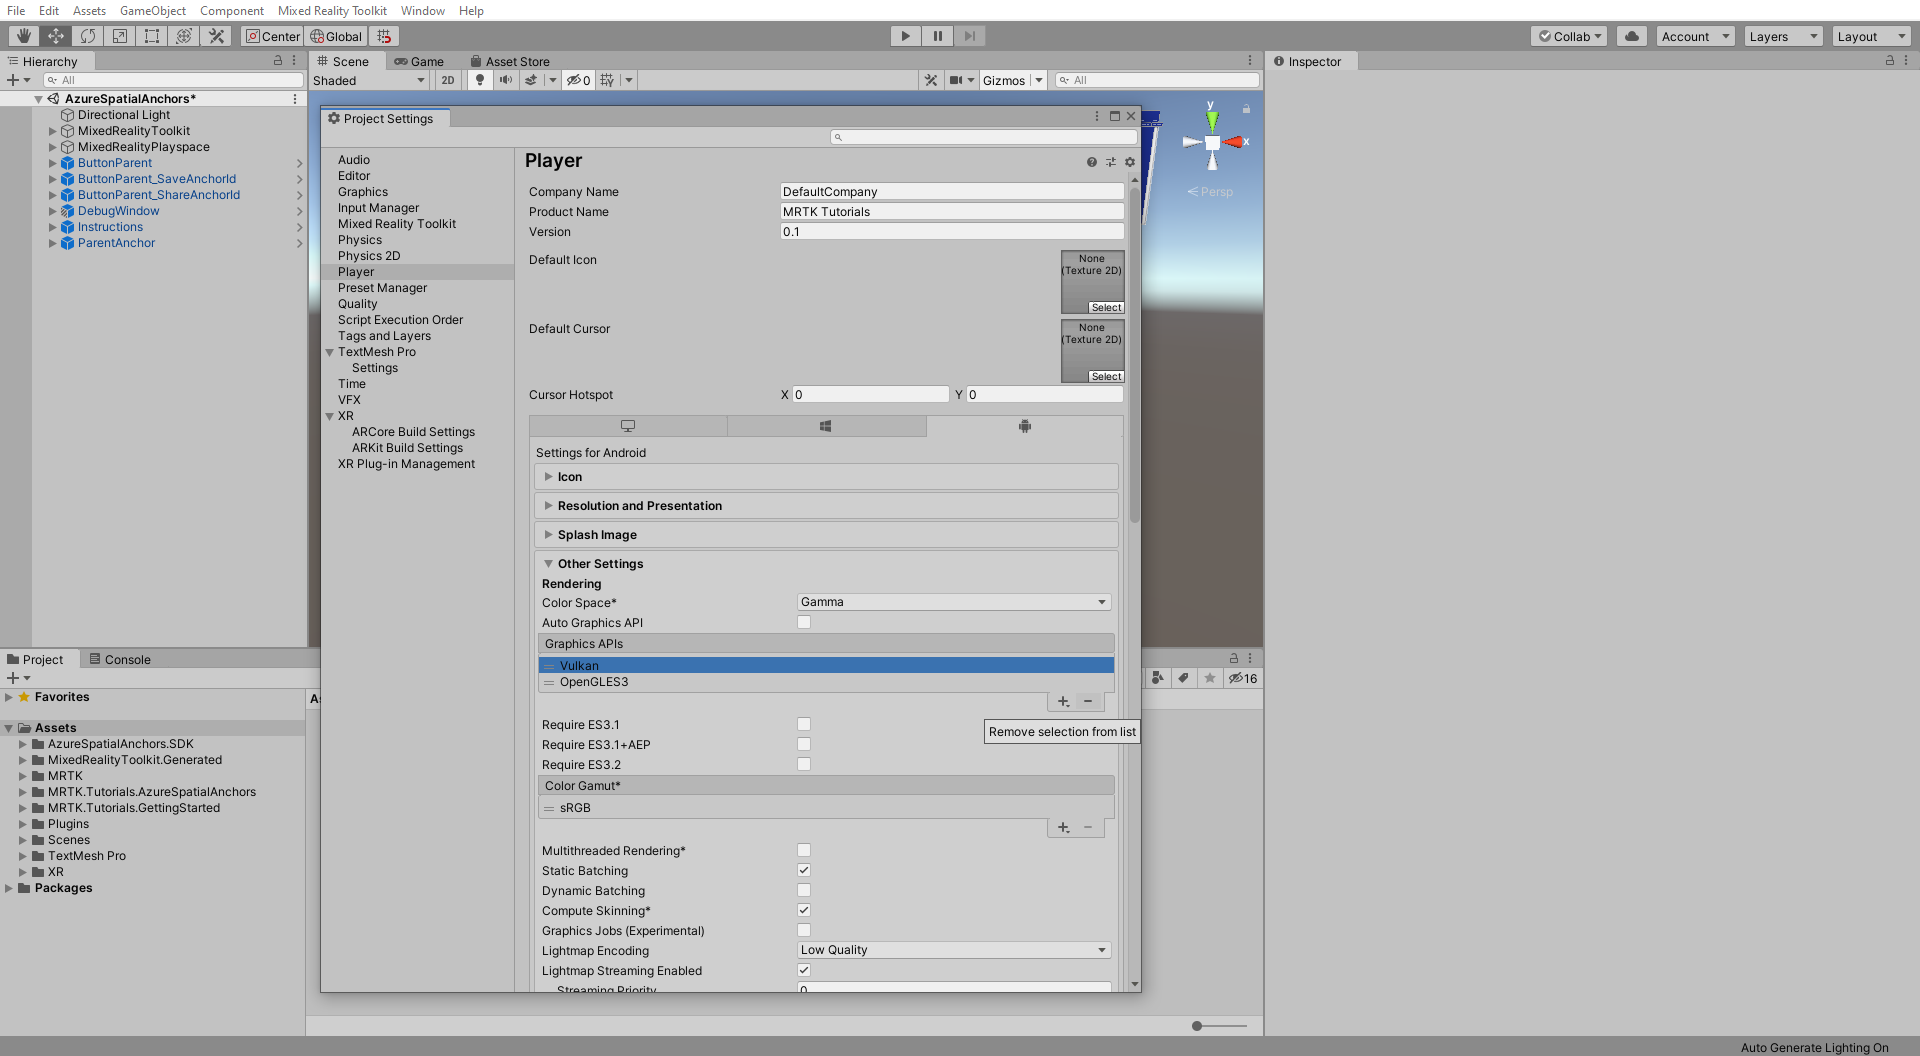 File Edit Assets GameObject Component Mixed Reality Toolkit Window Help
Center Global Collab Account Layers Layout
Hierarchy
All
AzureSpatialAnchors*
Directional Light
MixedRealityToolkit
MixedRealityPlayspace
ButtonParent
ButtonParent_SaveAnchorId
ButtonParent_ShareAnchorId
DebugWindow
Instructions
ParentAnchor
Scene Game Asset Store
Shaded 2D 0 Gizmos All
y
x
Persp
Inspector
Project Settings
Audio
Editor
Graphics
Input Manager
Mixed Reality Toolkit
Physics
Physics 2D
Player
Preset Manager
Quality
Script Execution Order
Tags and Layers
TextMesh Pro
Settings
Time
VFX
XR
ARCore Build Settings
ARKit Build Settings
XR Plug-in Management
Player
Company Name DefaultCompany
Product Name MRTK Tutorials
Version 0.1
Default Icon
None
(Texture 2D)
Select
Default Cursor
None
(Texture 2D)
Select
Cursor Hotspot X 0 Y 0
Settings for Android
Icon
Resolution and Presentation
Splash Image
Other Settings
Rendering
Color Space* Gamma
Auto Graphics API
Graphics APIs
Vulkan
OpenGLES3
Require ES3.1
Remove selection from list
Require ES3.1+AEP
Require ES3.2
Color Gamut*
sRGB
Multithreaded Rendering*
Static Batching
Dynamic Batching
Compute Skinning*
Graphics Jobs (Experimental)
Lightmap Encoding Low Quality
Lightmap Streaming Enabled
Streaming Priority 0
Project Console
16
Favorites
Assets
AzureSpatialAnchors.SDK
MixedRealityToolkit.Generated
MRTK
MRTK.Tutorials.AzureSpatialAnchors
MRTK.Tutorials.GettingStarted
Plugins
Scenes
TextMesh Pro
XR
Packages
Auto Generate Lighting On